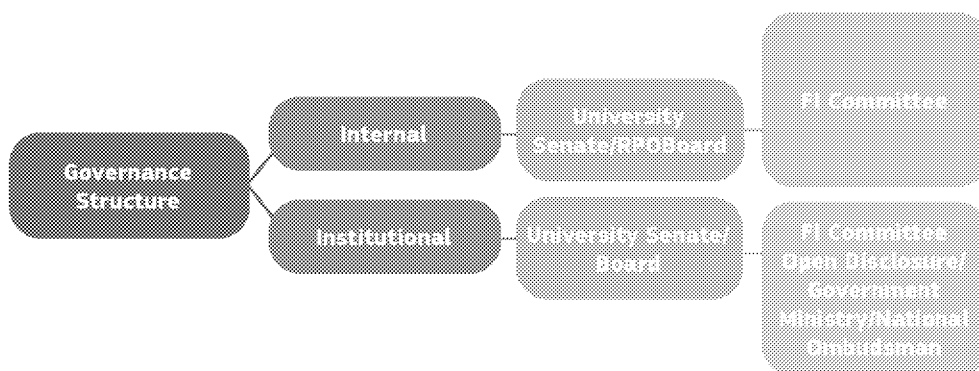 Governance
Structure
Internal
University
Senate/RPOBoard
FI Committee
Institutional
University Senate/
Board
FI Committee
Open Disclosure/
Government
Ministry/National
Ombudsman